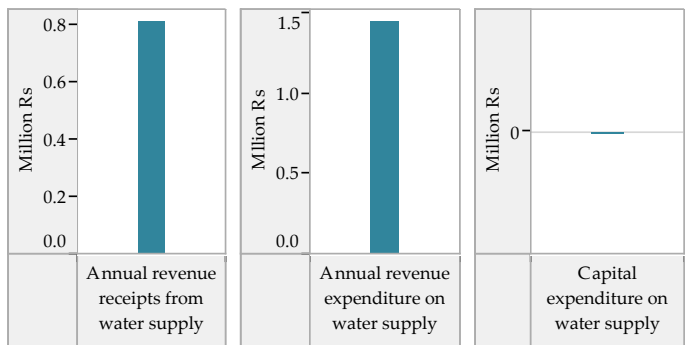 Million Rs
0.8
0.6
0.4
0.2
0.0
Annual revenue
receipts from
water supply
Mllion Rs
1.5
1.0
0.5
0.0
Annual revenue
expenditure on
water supply
Million Rs
0
Capital
expenditure on
water supply